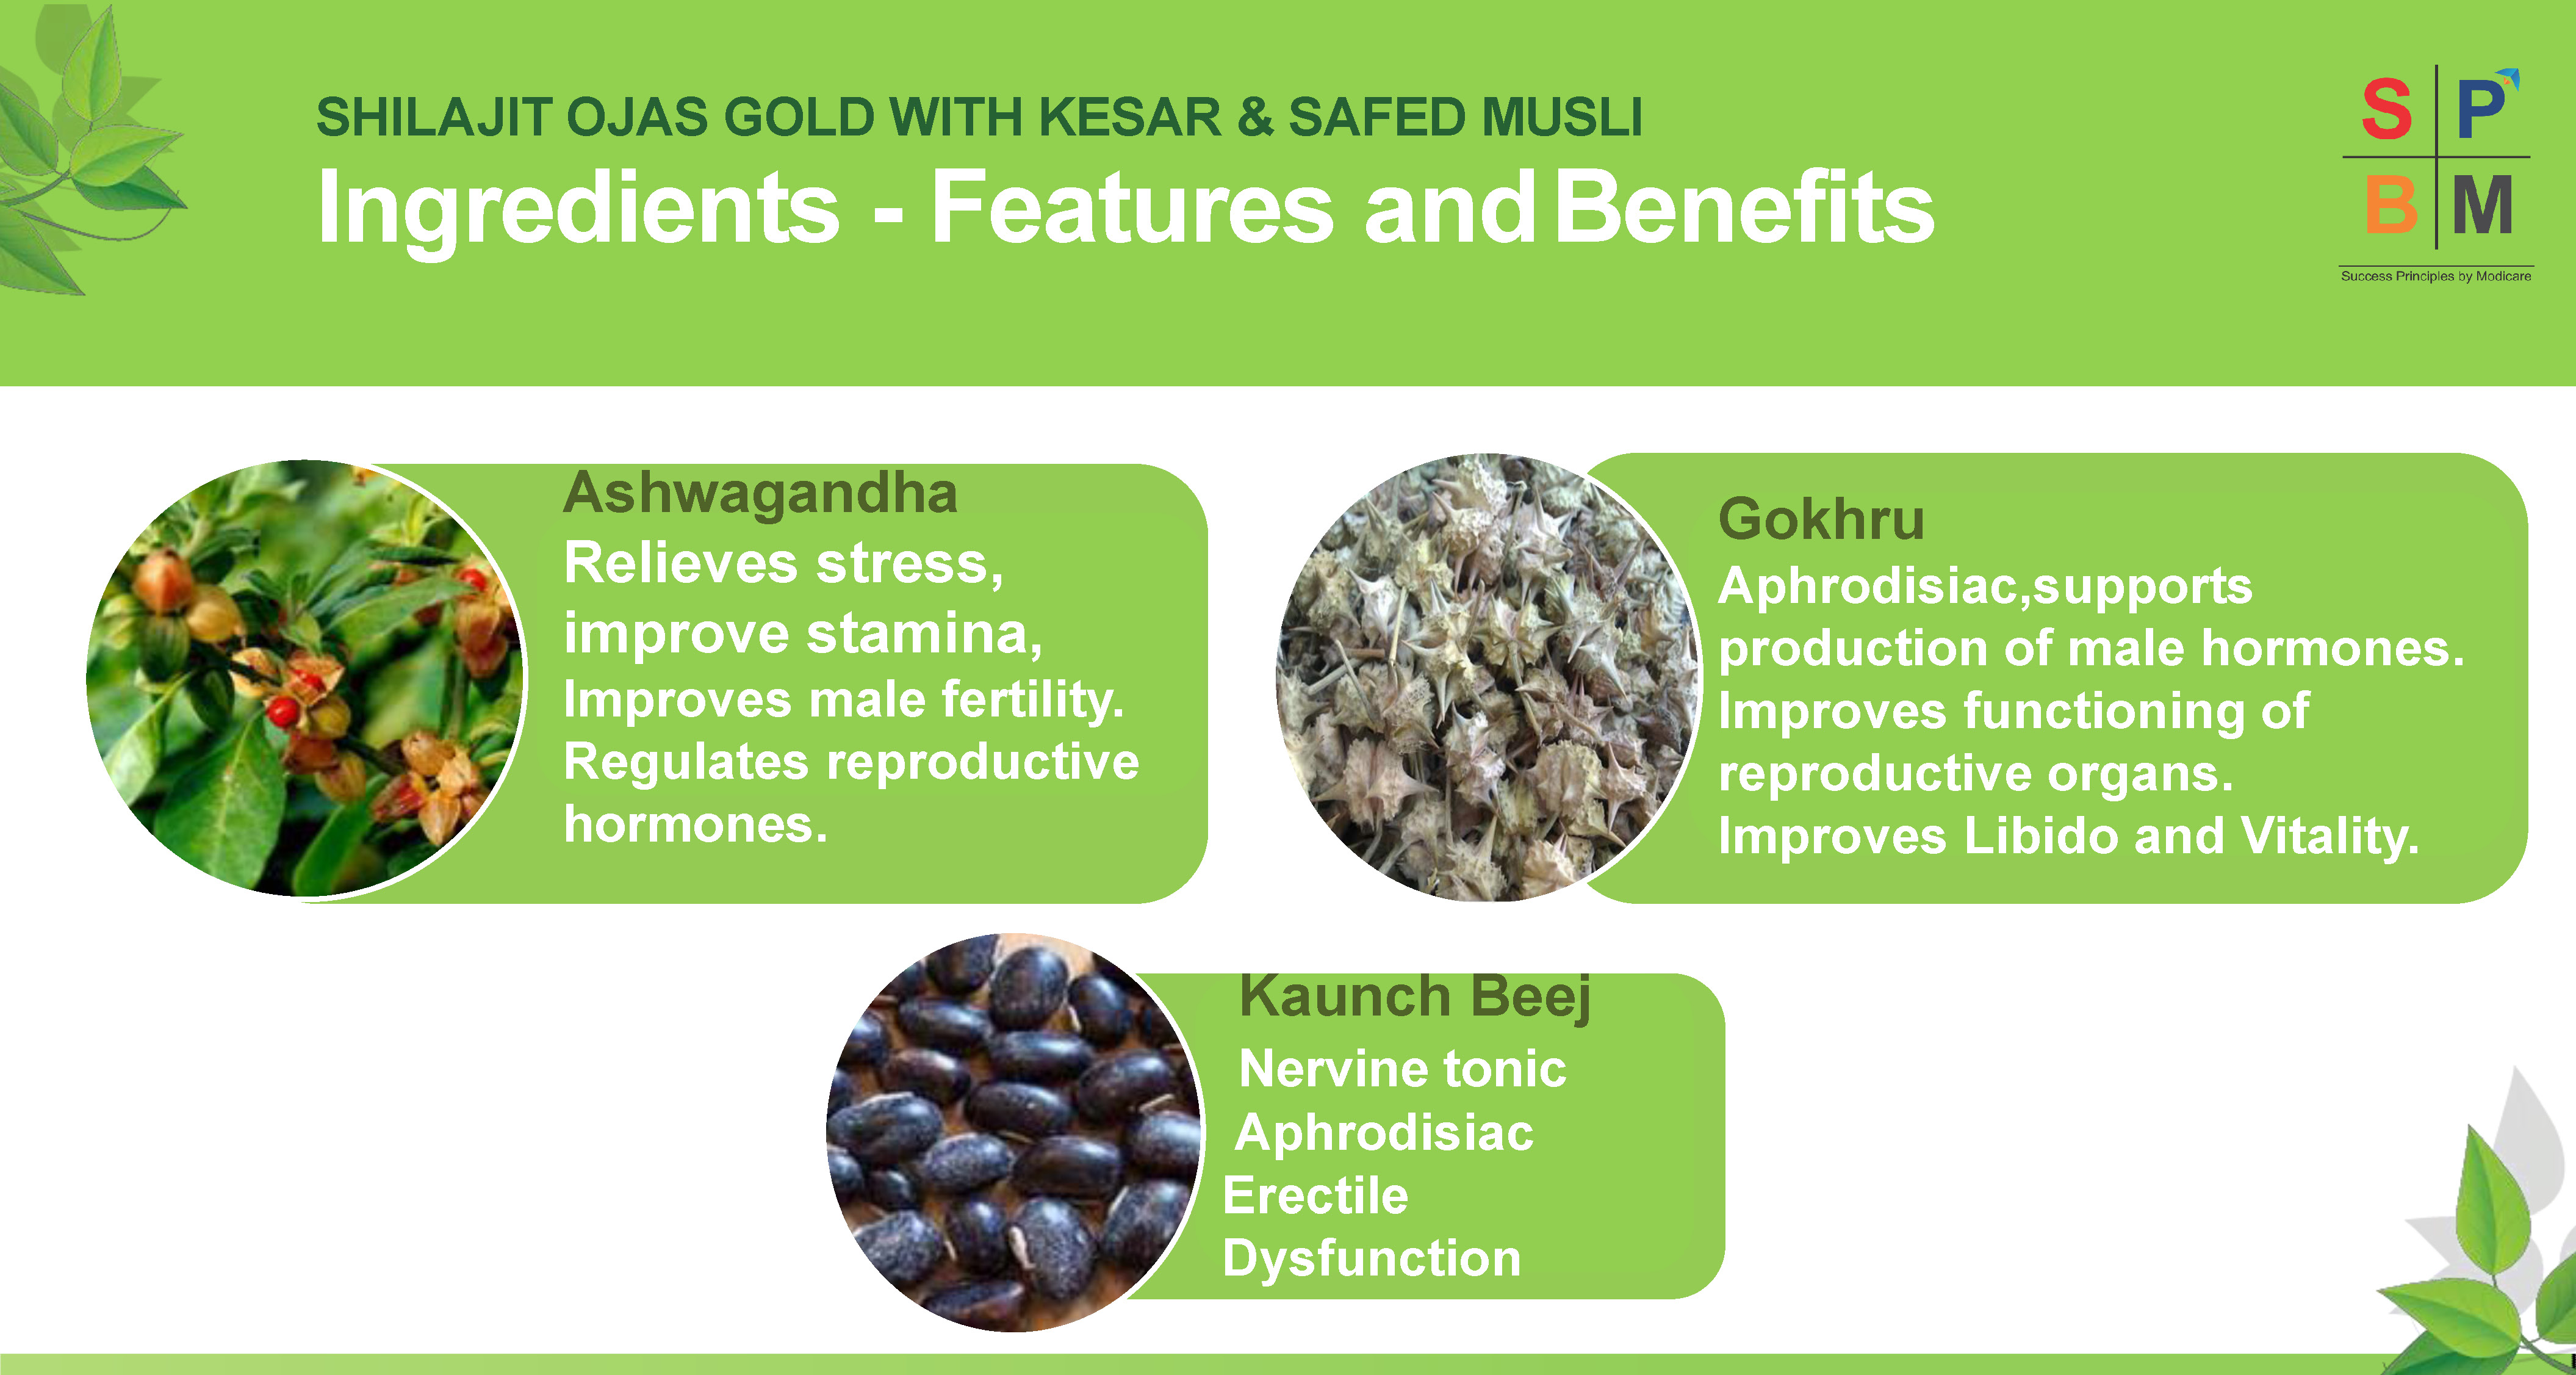 SHILAJIT OJAS GOLD WITH KESAR & SAFED MUSLI
Ingredients - Features and Benefits
S P
B M
Success Principles by Modicare
Ashwagandha
Relieves stress,
improve stamina,
Improves male fertility.
Regulates reproductive
hormones.
Gokhru
Aphrodisiac,supports
production of male hormones.
Improves functioning of
reproductive organs.
Improves Libido and Vitality.
Kaunch Beej
Nervine tonic
Aphrodisiac
Erectile
Dysfunction